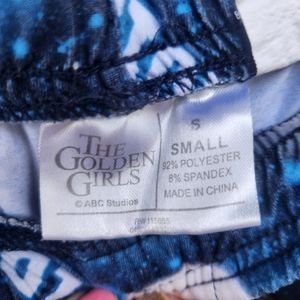 THE
GOLDEN
GIRLS
© ABC Studios
S
SMALL
92% POLYESTER
8% SPANDEX
MADE IN CHINA